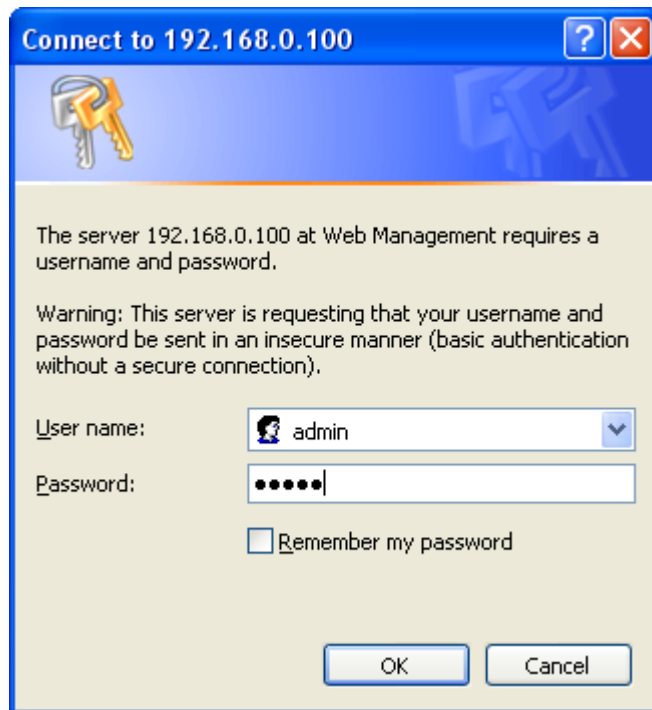 Connect to 192.168.0.100
The server 192.168.0.100 at Web Management requires a
username and password.
Warning: This server is requesting that your username and
password be sent in an insecure manner (basic authentication
without a secure connection).
User name:
admin
Password:
●●●●●
Remember my password
OK
Cancel